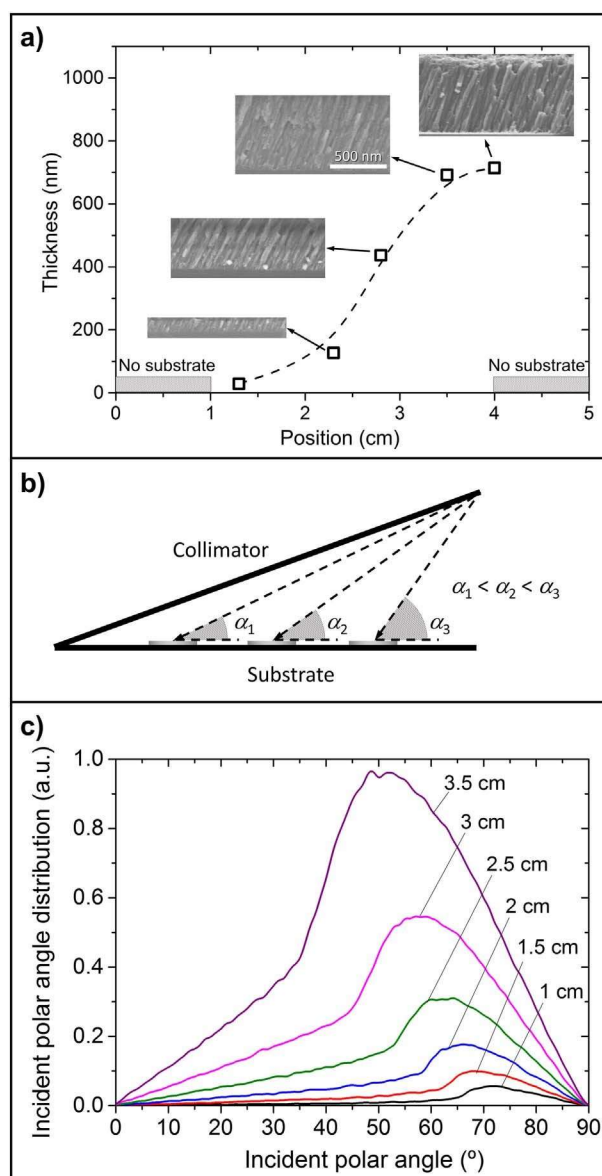 a)
1000
800
600
400
200
0
Thickness (nm)
500 nm
No substrate
No substrate
0 1 2 3 4 5
Position (cm)
b)
Collimator
α1 < α2 < α3
α1
α2
α3
Substrate
c)
1.0
0.8
0.6
0.4
0.2
0.0
Incident polar angle distribution (a.u.)
3.5 cm
3 cm
2.5 cm
2 cm
1.5 cm
1 cm
0 10 20 30 40 50 60 70 80 90
Incident polar angle (º)